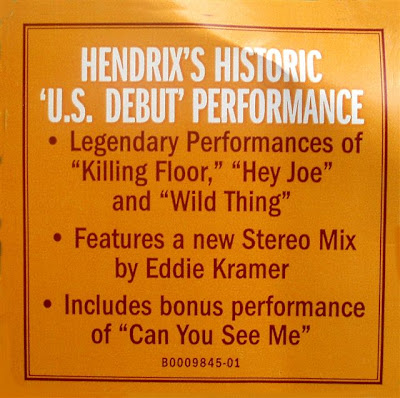 HENDRIX'S HISTORIC
'U.S. DEBUT' PERFORMANCE
• Legendary Performances of
“Killing Floor,” “Hey Joe”
and “Wild Thing”
• Features a new Stereo Mix
by Eddie Kramer
• Includes bonus performance
of “Can You See Me”
B0009845-01